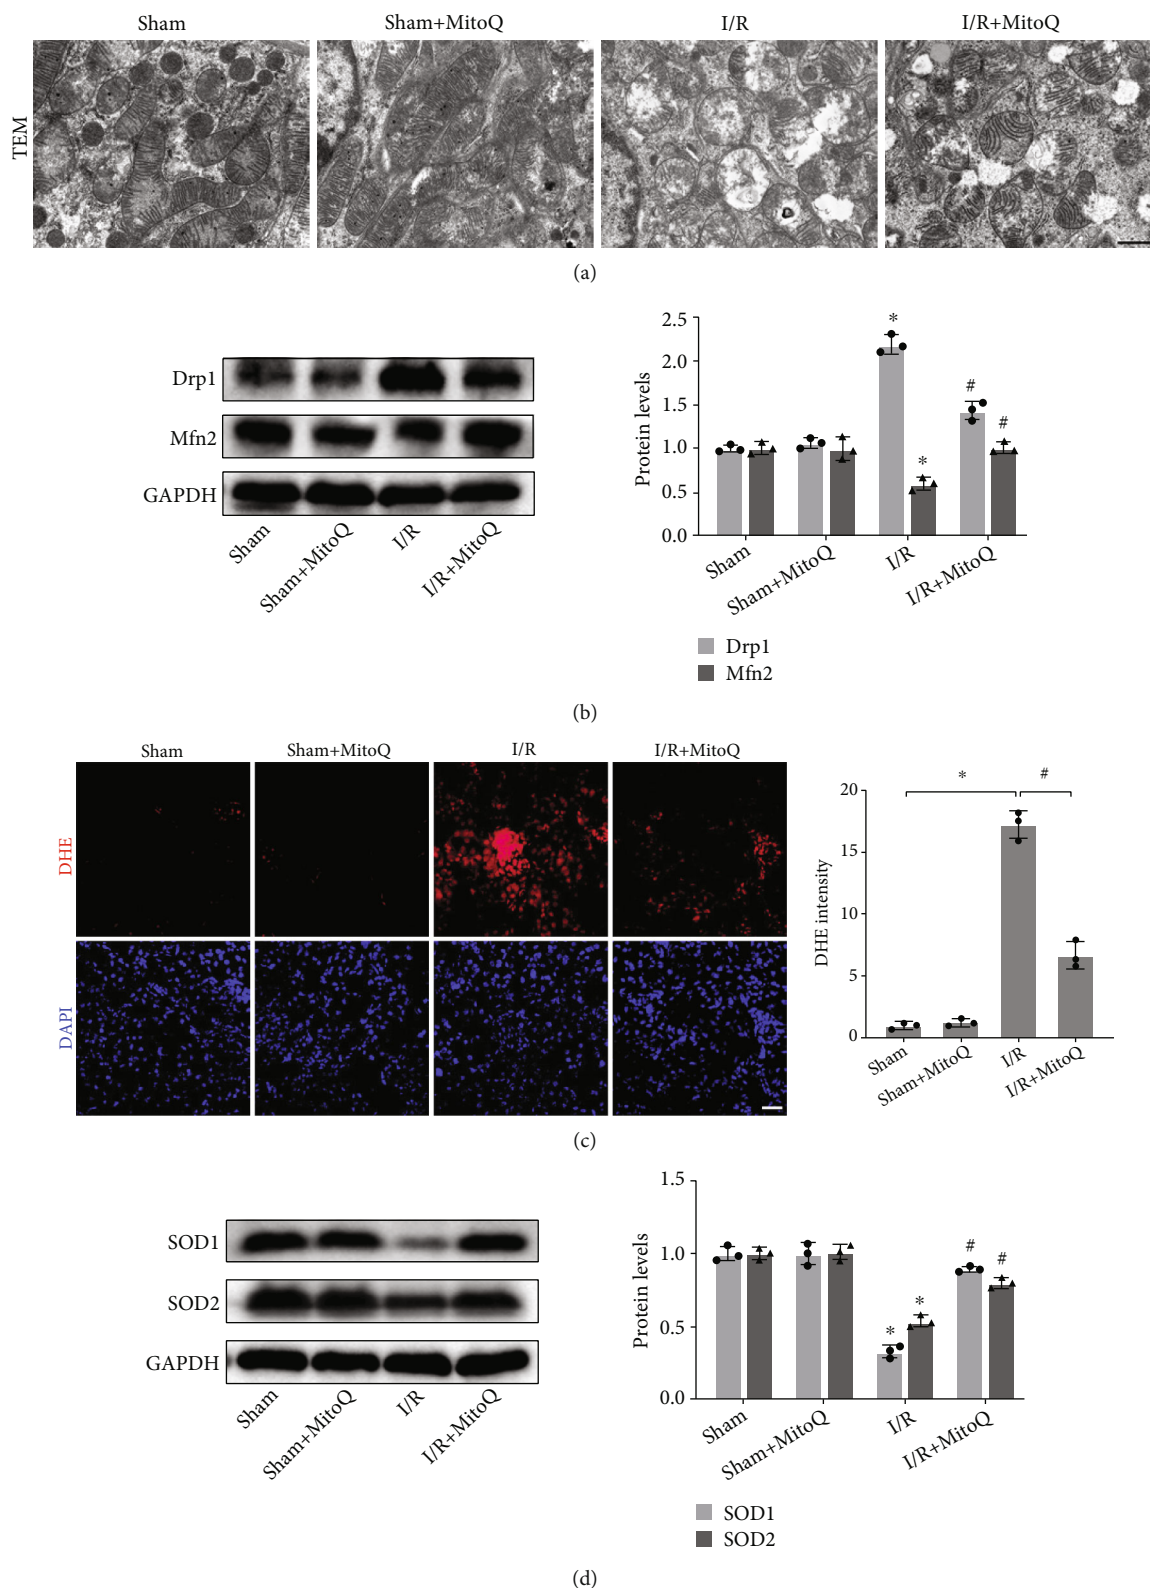 Sham Sham+MitoQ I/R I/R+MitoQ
TEM
(a)
Drp1
Mfn2
GAPDH
Sham Sham+MitoQ I/R I/R+MitoQ
Protein levels
2.5
2.0
1.5
1.0
0.5
0.0
*
*
#
#
Sham Sham+MitoQ I/R I/R+MitoQ
Drp1
Mfn2
(b)
Sham Sham+MitoQ I/R I/R+MitoQ
DHE
DAPI
DHE intensity
20
15
10
5
0
* #
Sham Sham+MitoQ I/R I/R+MitoQ
(c)
SOD1
SOD2
GAPDH
Sham Sham+MitoQ I/R I/R+MitoQ
Protein levels
1.5
1.0
0.5
0.0
*
*
#
#
Sham Sham+MitoQ I/R I/R+MitoQ
SOD1
SOD2
(d)